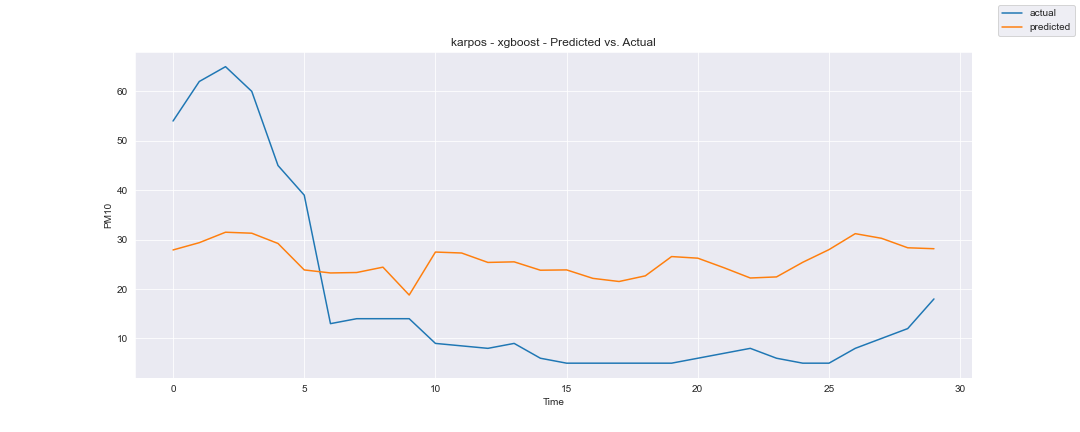 actual
predicted
karpos - xgboost - Predicted vs. Actual
60
50
40
30
20
10
PM10
0 5 10 15 20 25 30
Time